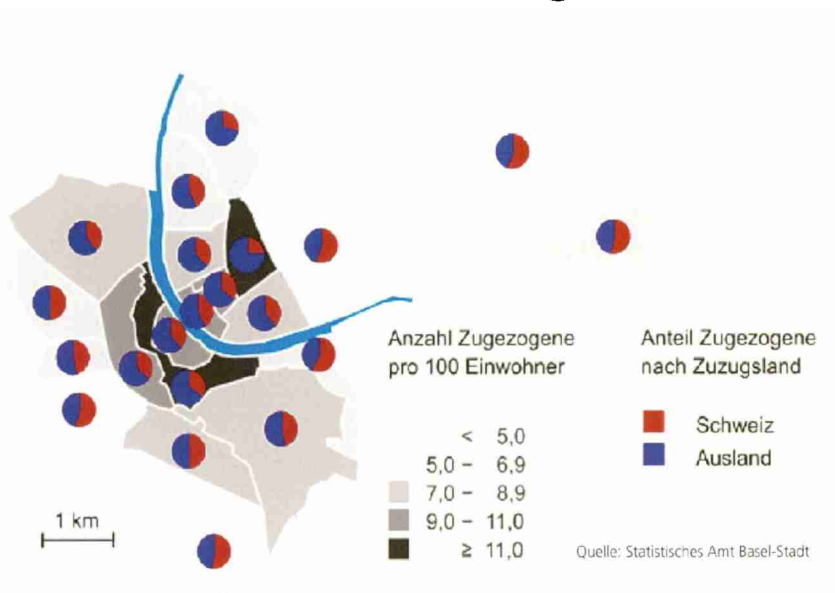 Anzahl Zugezogene
pro 100 Einwohner
< 5,0
5,0 – 6,9
7,0 – 8,9
9,0 – 11,0
≥ 11,0
Anteil Zugezogene
nach Zuzugsland
Schweiz
Ausland
1 km
Quelle: Statistisches Amt Basel-Stadt